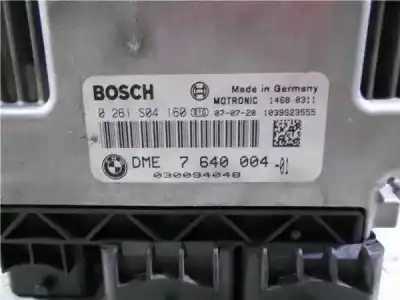 BOSCH Made in Germany
MOTRONIC 1468 0311
0 261 S04 160 07-07-20 1039S23555
DME 7 640 004 -01
030094048